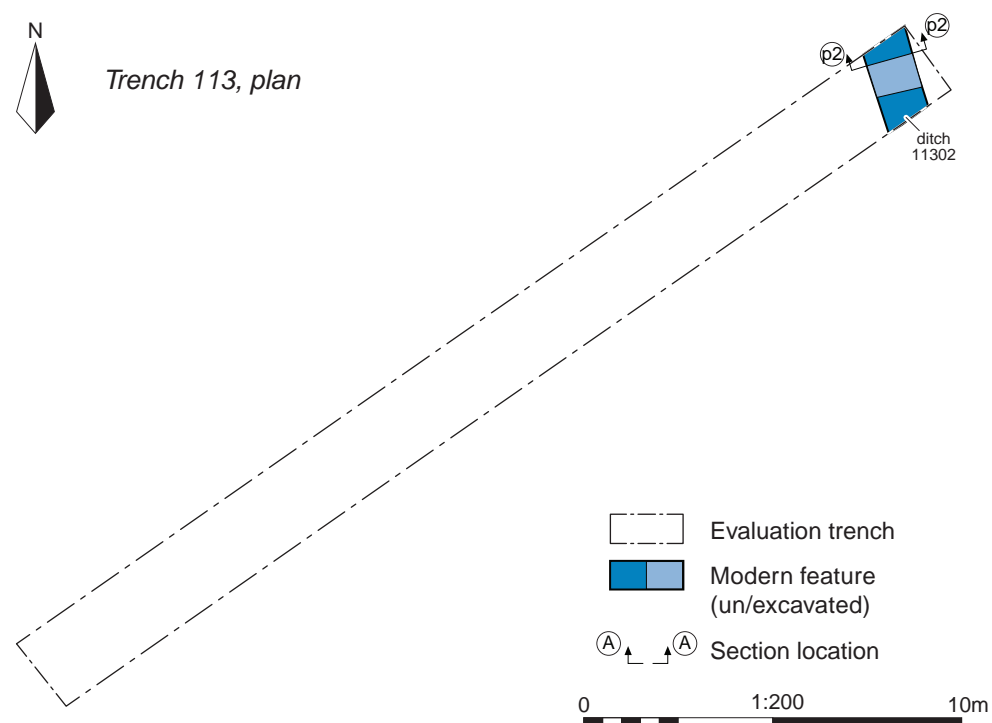 N
Trench 113, plan
p2
p2
ditch
11302
Evaluation trench
Modern feature
(un/excavated)
A A Section location
0 1:200 10m